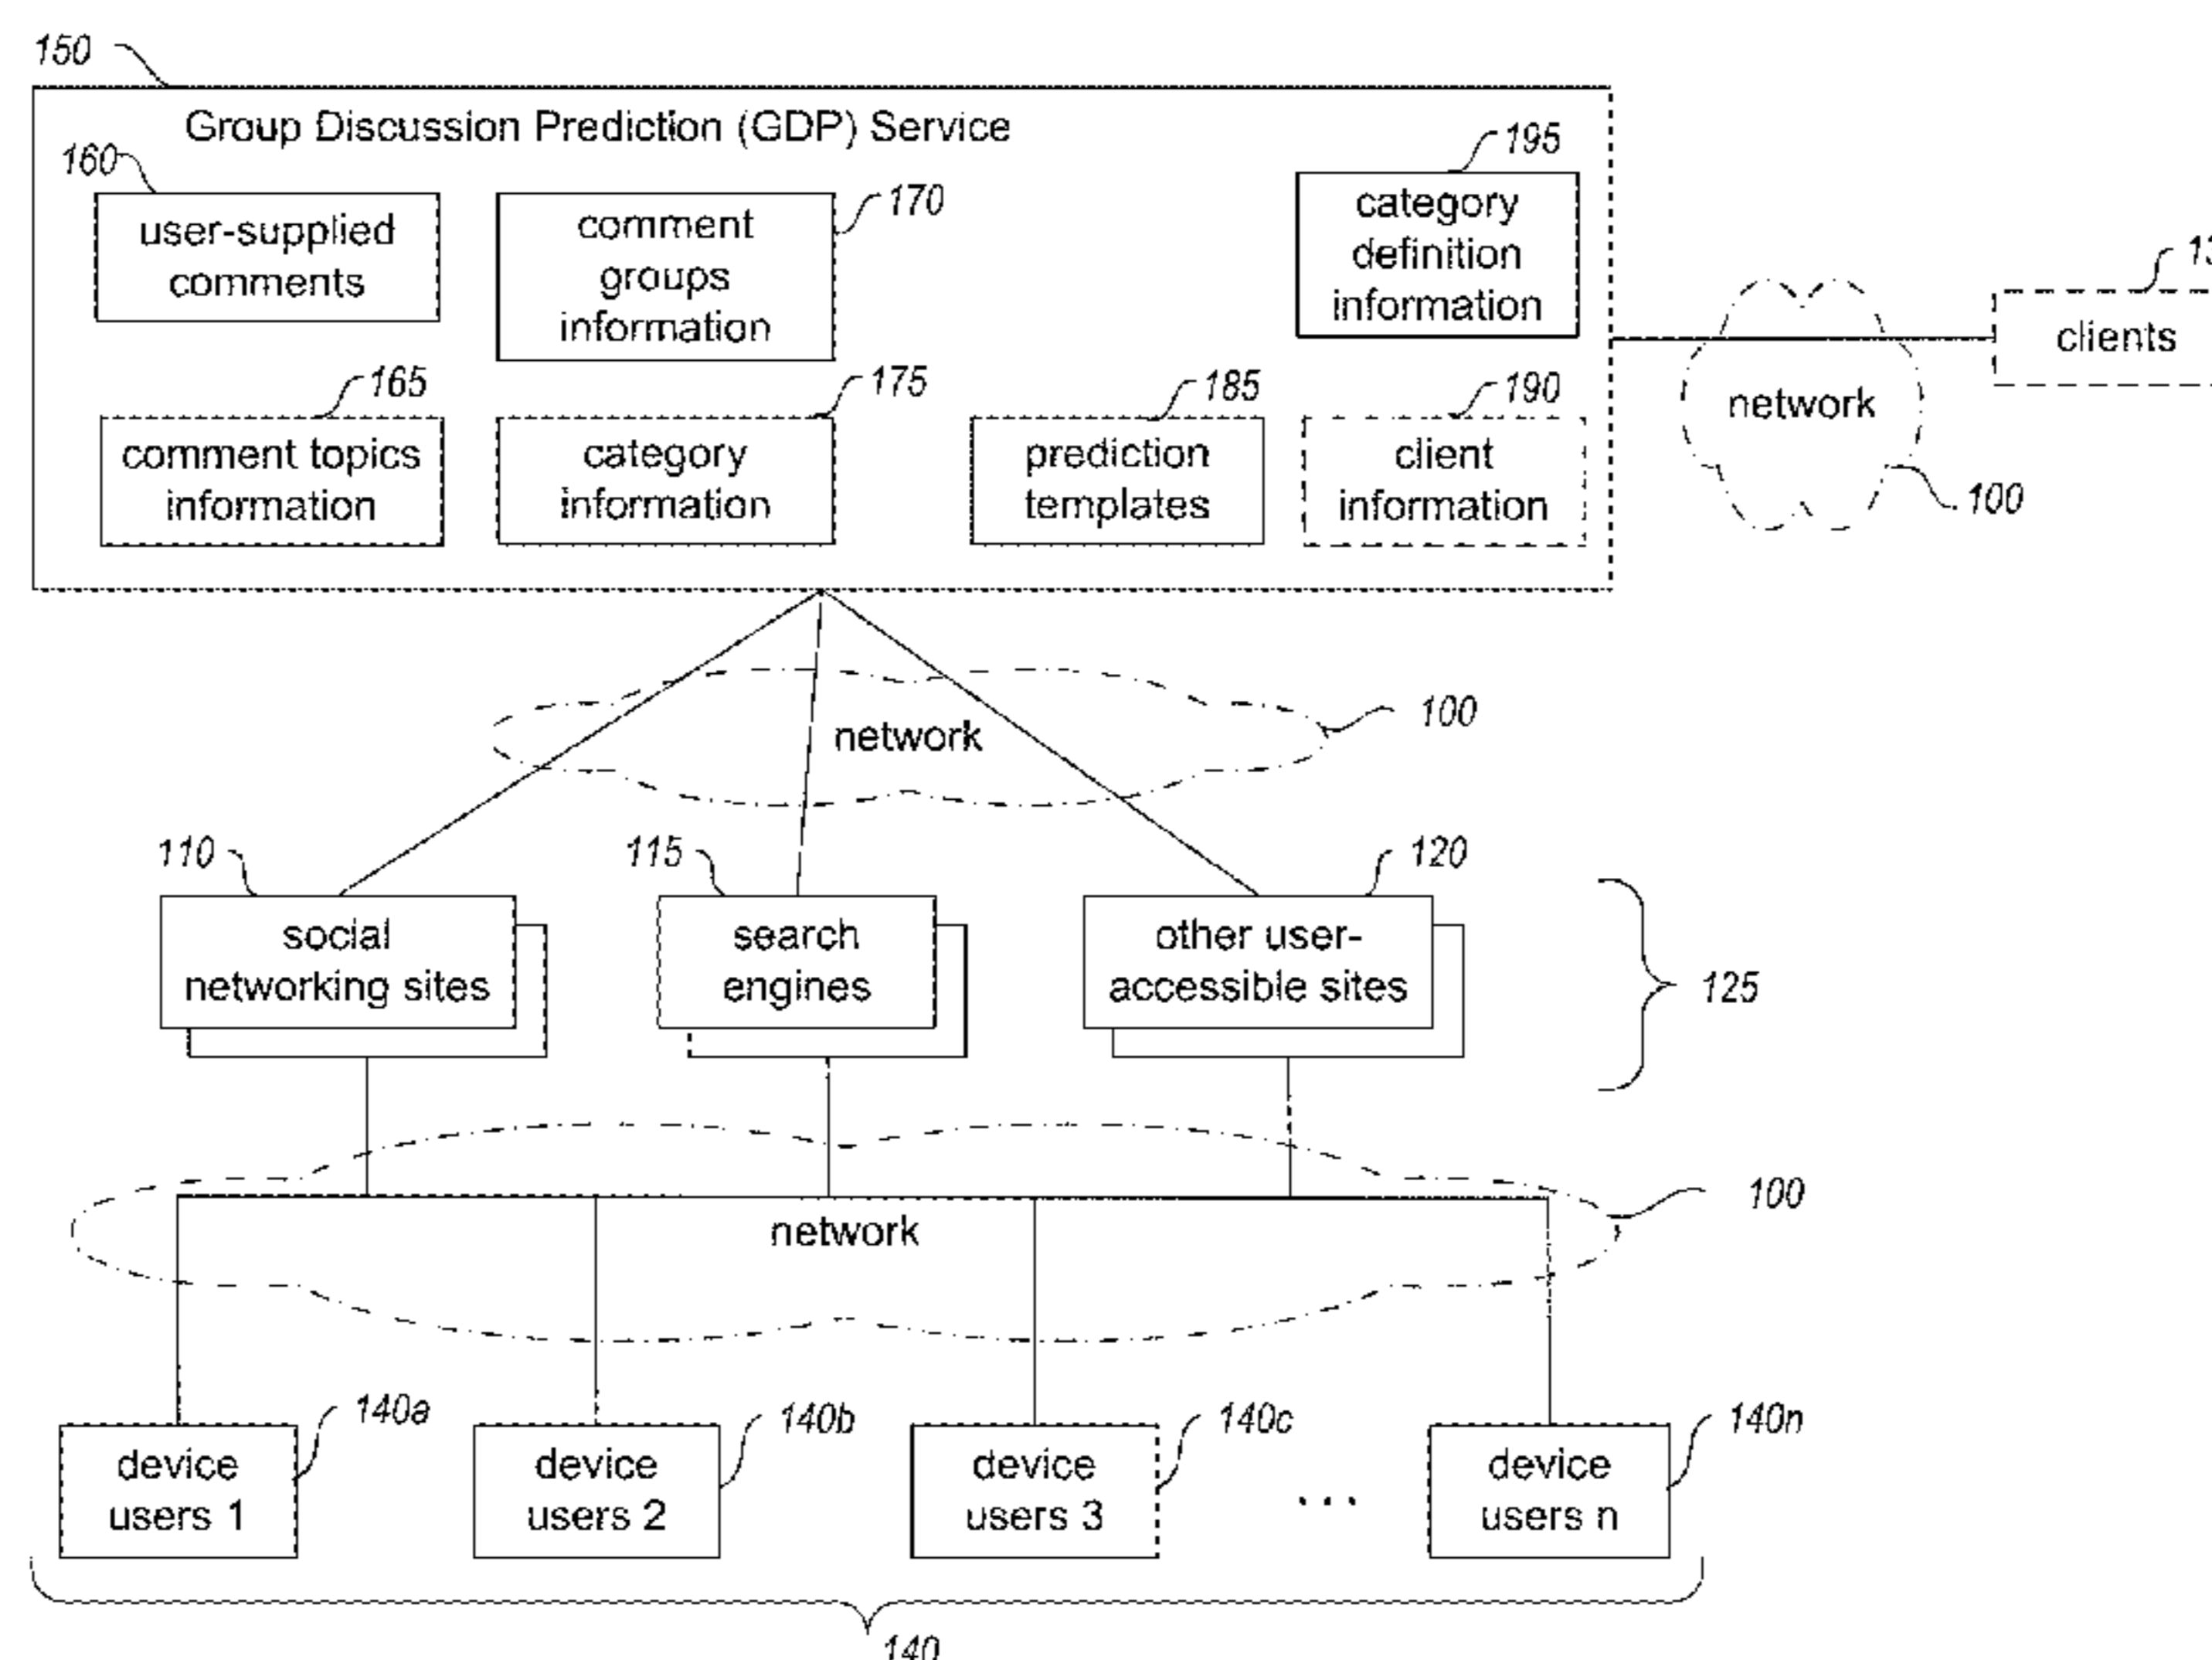 150
Group Discussion Prediction (GDP) Service
160
user-supplied
comments
170
comment
groups
information
195
category
definition
information
165
comment topics
information
175
category
information
185
prediction
templates
190
client
information
clients
network
100
network
100
110
social
networking sites
115
search
engines
120
other user-
accessible sites
125
network
100
140a
device
users 1
140b
device
users 2
140c
device
users 3
...
140n
device
users n
140